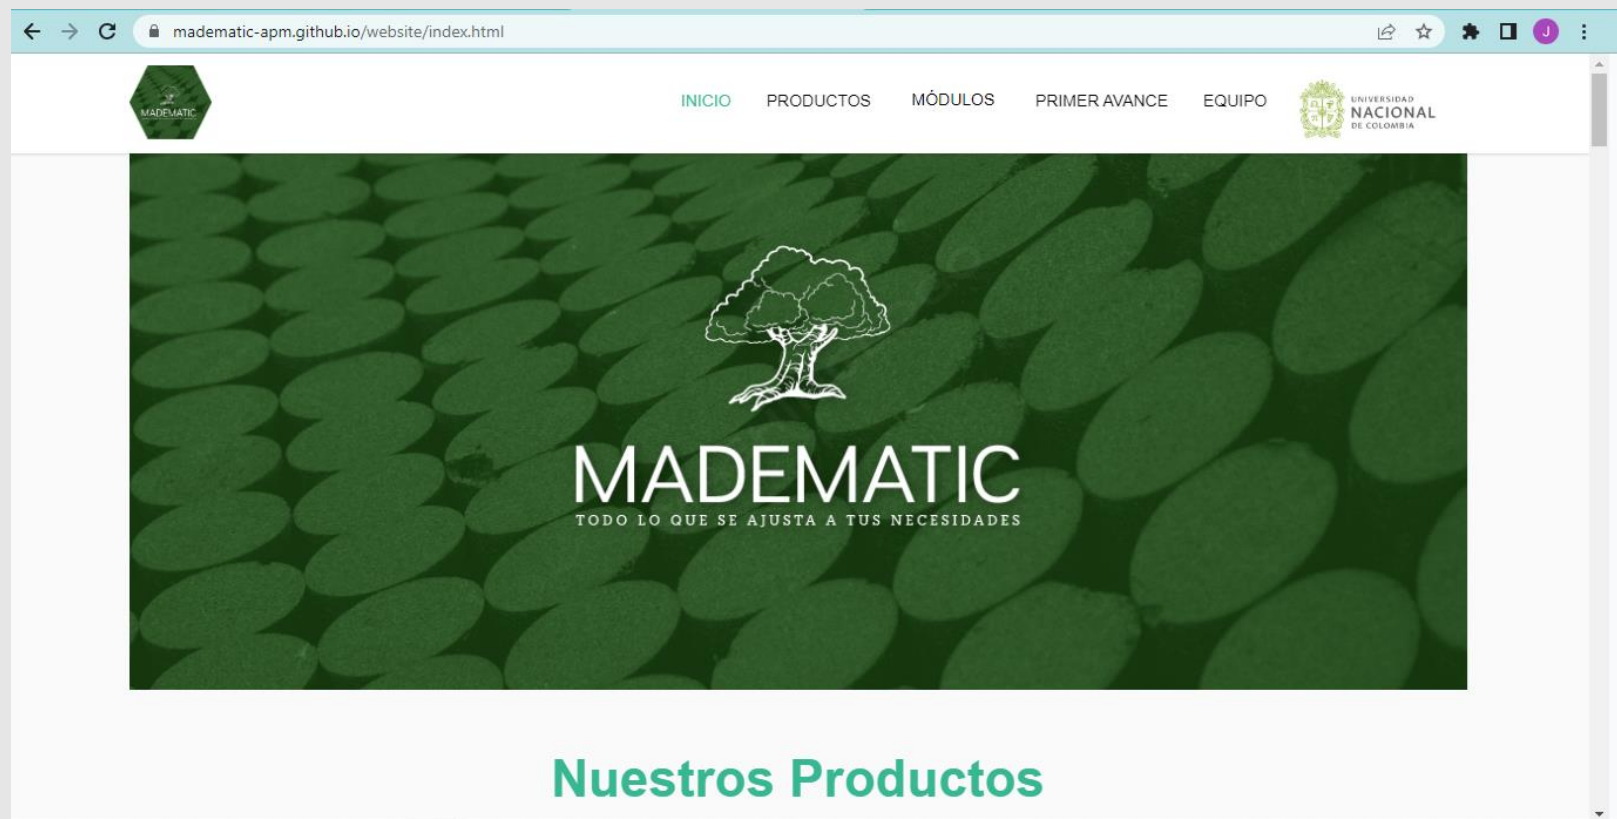 madematic-apm.github.io/website/index.html
J
MADEMATIC
INICIO PRODUCTOS MÓDULOS PRIMER AVANCE EQUIPO
UNIVERSIDAD
NACIONAL
DE COLOMBIA
MADEMATIC
TODO LO QUE SE AJUSTA A TUS NECESIDADES
Nuestros Productos